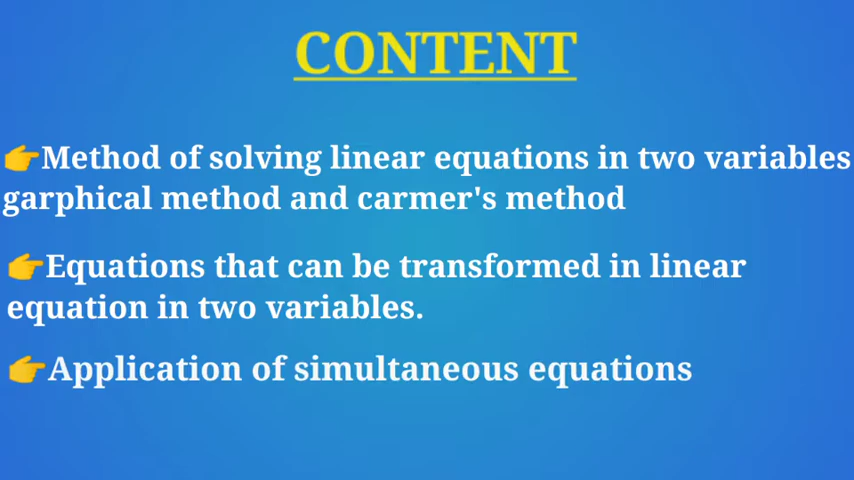 CONTENT
👉Method of solving linear equations in two variables
garphical method and carmer's method
👉Equations that can be transformed in linear
equation in two variables.
👉Application of simultaneous equations